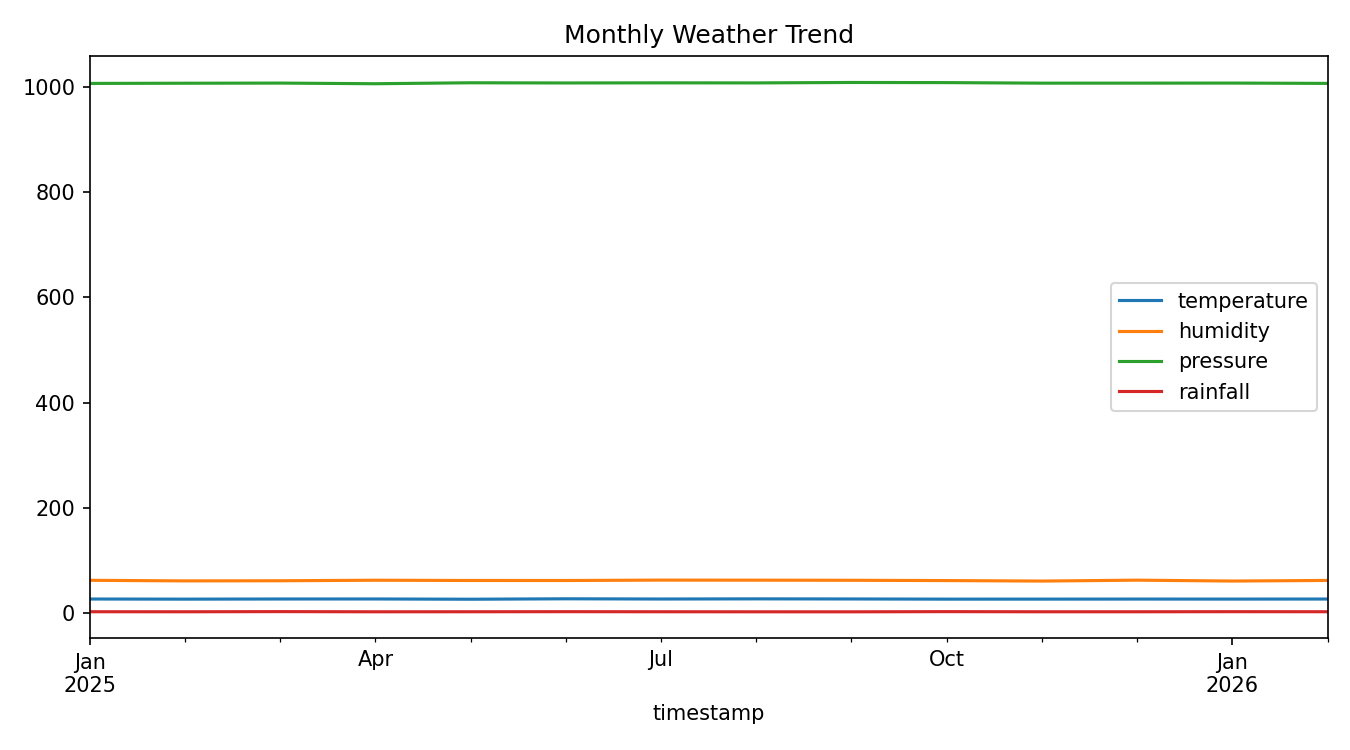 Monthly Weather Trend
1000
800
600
400
200
0
temperature
humidity
pressure
rainfall
Jan
2025
Apr
Jul
Oct
Jan
2026
timestamp